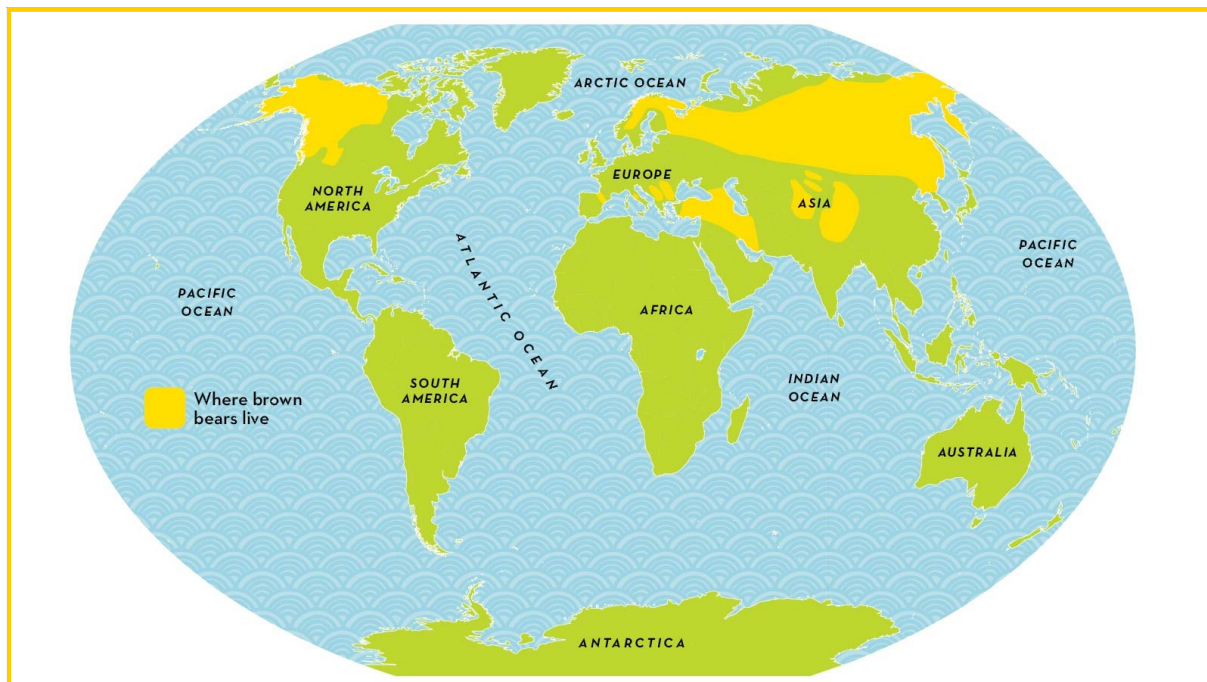 ARCTIC OCEAN
NORTH
AMERICA
EUROPE
ASIA
PACIFIC
OCEAN
ATLANTIC OCEAN
PACIFIC
OCEAN
AFRICA
SOUTH
AMERICA
INDIAN
OCEAN
Where brown
bears live
AUSTRALIA
ANTARCTICA